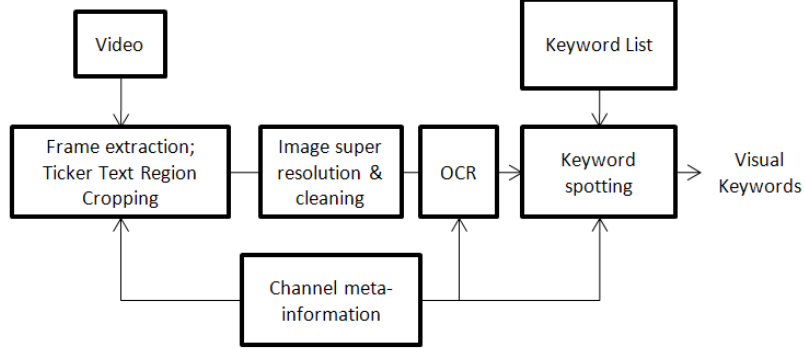 Video
Keyword List
Frame extraction;
Ticker Text Region
Cropping
Image super
resolution &
cleaning
OCR
Keyword
spotting
Visual
Keywords
Channel meta-
information